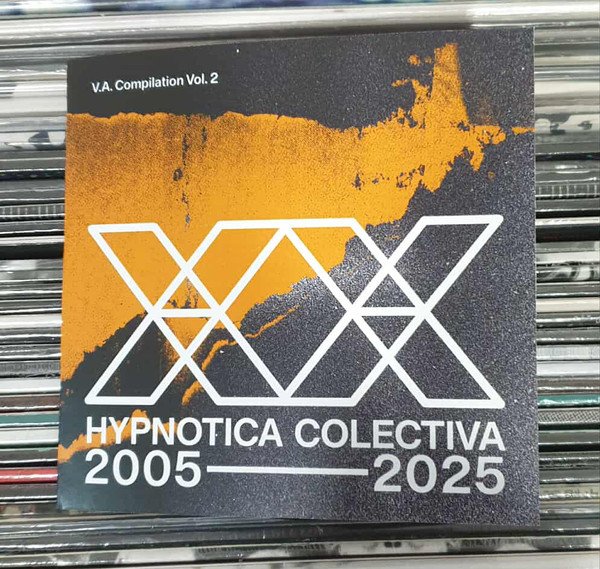 V.A. Compilation Vol. 2
XX
HYPNOTICA COLECTIVA
2005—2025